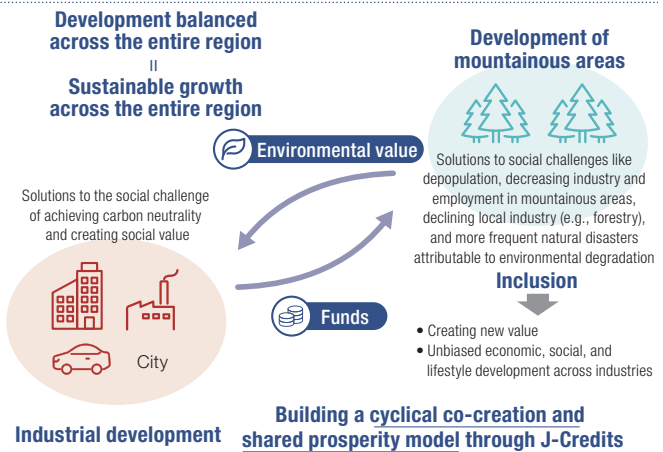 Development balanced
across the entire region
=
Sustainable growth
across the entire region
Development of
mountainous areas
Environmental value
Solutions to social challenges like
depopulation, decreasing industry and
employment in mountainous areas,
declining local industry (e.g., forestry),
and more frequent natural disasters
attributable to environmental degradation
Solutions to the social challenge
of achieving carbon neutrality
and creating social value
Inclusion
Funds
• Creating new value
• Unbiased economic, social, and
lifestyle development across industries
City
Industrial development
Building a cyclical co-creation and
shared prosperity model through J-Credits